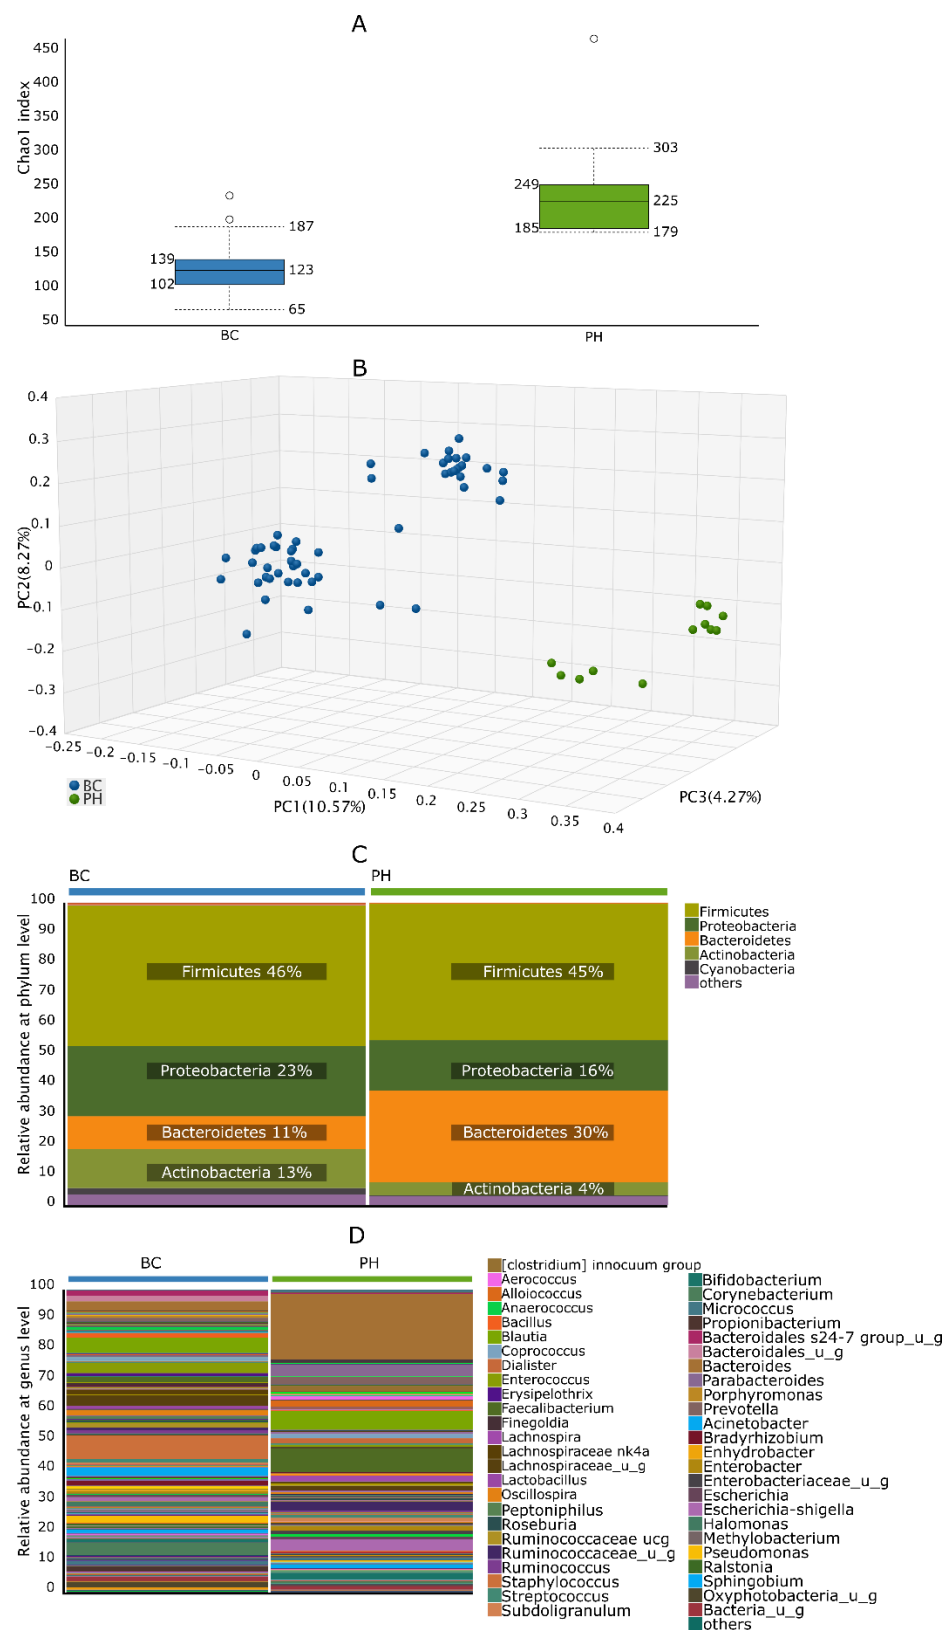 A
Chao1 index
450
400
350
300
250
200
150
100
50
187
139
123
102
65
303
249
225
185
179
BC
PH
B
PC2(8.27%)
0.4
0.3
0.2
0.1
0
−0.1
−0.2
−0.3
−0.4
−0.25
−0.2
−0.15
−0.1
−0.05
0
0.05
0.1
0.15
0.2
0.25
0.3
0.35
0.4
PC1(10.57%)
PC3(4.27%)
BC
PH
C
BC
PH
Relative abundance at phylum level
100
90
80
70
60
50
40
30
20
10
0
Firmicutes 46%
Proteobacteria 23%
Bacteroidetes 11%
Actinobacteria 13%
Firmicutes 45%
Proteobacteria 16%
Bacteroidetes 30%
Actinobacteria 4%
Firmicutes
Proteobacteria
Bacteroidetes
Actinobacteria
Cyanobacteria
others
D
BC
PH
Relative abundance at genus level
100
90
80
70
60
50
40
30
20
10
0
[clostridium] innocuum group
Aerococcus
Alloiococcus
Anaerococcus
Bacillus
Blautia
Coprococcus
Dialister
Enterococcus
Erysipelothrix
Faecalibacterium
Finegoldia
Lachnospira
Lachnospiraceae nk4a
Lachnospiraceae_u_g
Lactobacillus
Oscillospira
Peptoniphilus
Roseburia
Ruminococcaceae ucg
Ruminococcaceae_u_g
Ruminococcus
Staphylococcus
Streptococcus
Subdoligranulum
Bifidobacterium
Corynebacterium
Micrococcus
Propionibacterium
Bacteroidales s24-7 group_u_g
Bacteroidales_u_g
Bacteroides
Parabacteroides
Porphyromonas
Prevotella
Acinetobacter
Bradyrhizobium
Enhydrobacter
Enterobacter
Enterobacteriaceae_u_g
Escherichia
Escherichia-shigella
Halomonas
Methylobacterium
Pseudomonas
Ralstonia
Sphingobium
Oxyphotobacteria_u_g
Bacteria_u_g
others